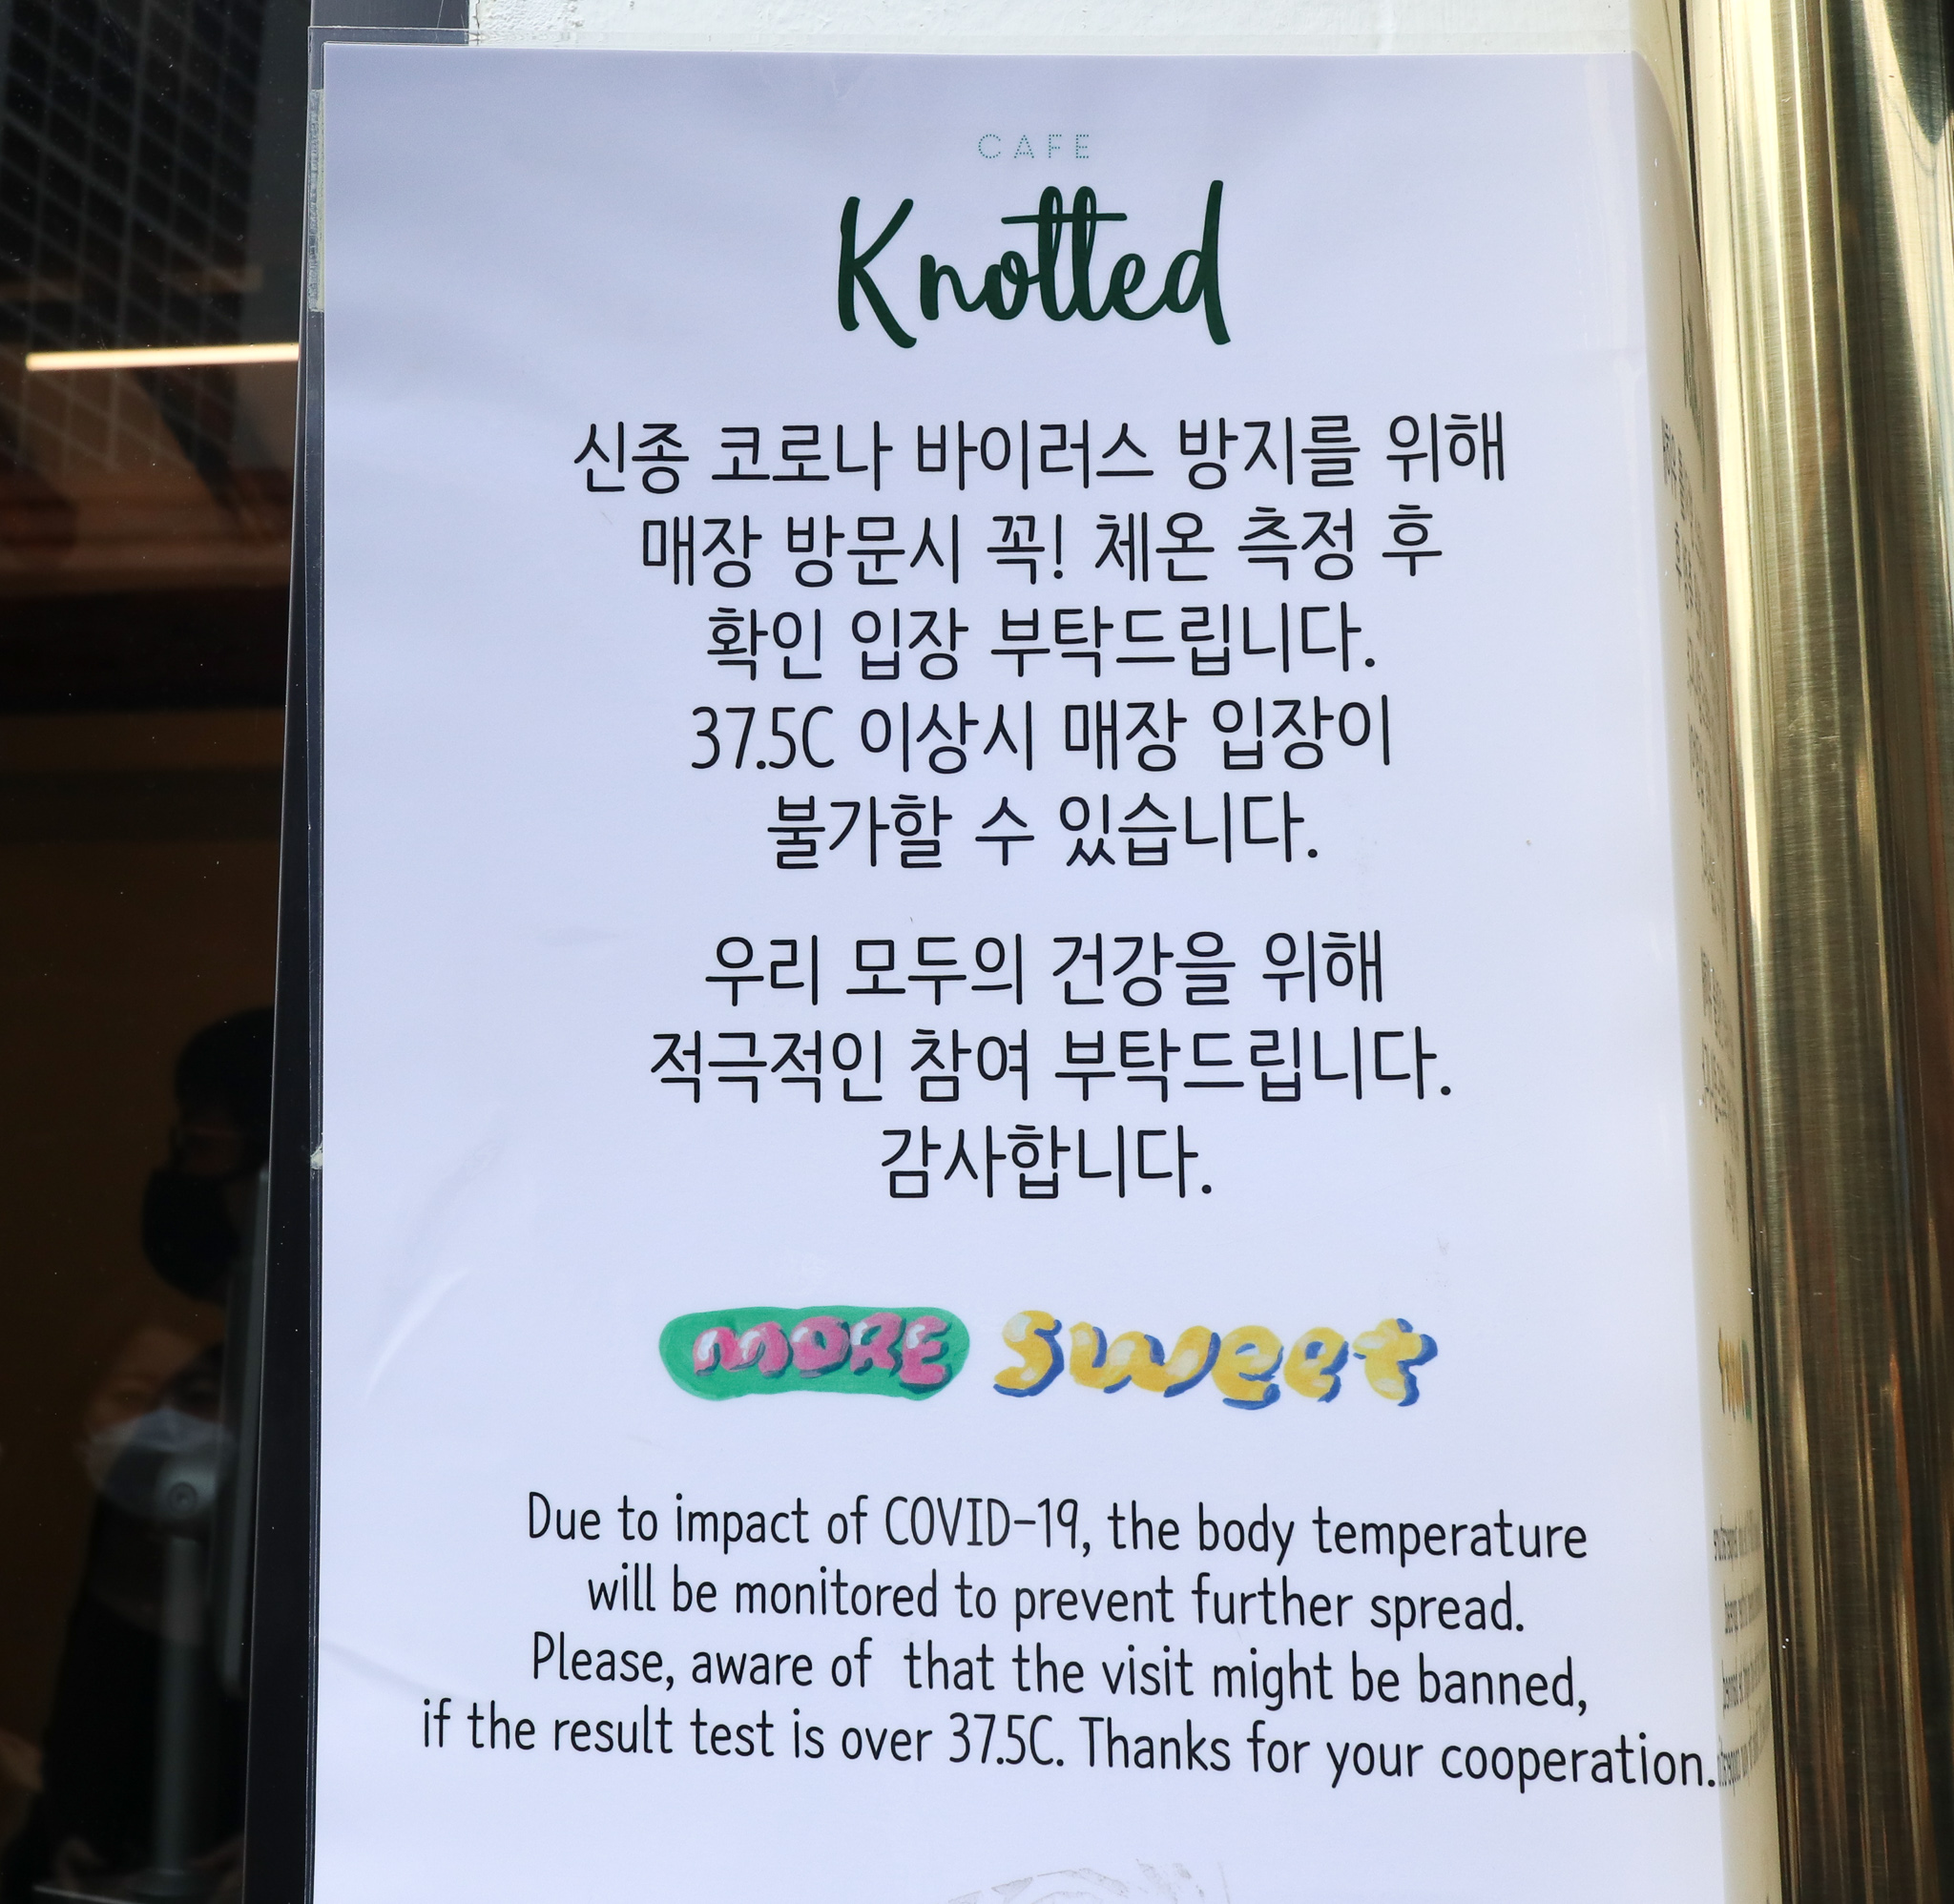 CAFE
Knotted
신종 코로나 바이러스 방지를 위해
매장 방문시 꼭! 체온 측정 후
확인 입장 부탁드립니다.
37.5C 이상시 매장 입장이
불가할 수 있습니다.
우리 모두의 건강을 위해
적극적인 참여 부탁드립니다.
감사합니다.
MORE sweet
Due to impact of COVID-19, the body temperature
will be monitored to prevent further spread.
Please, aware of  that the visit might be banned,
if the result test is over 37.5C. Thanks for your cooperation.